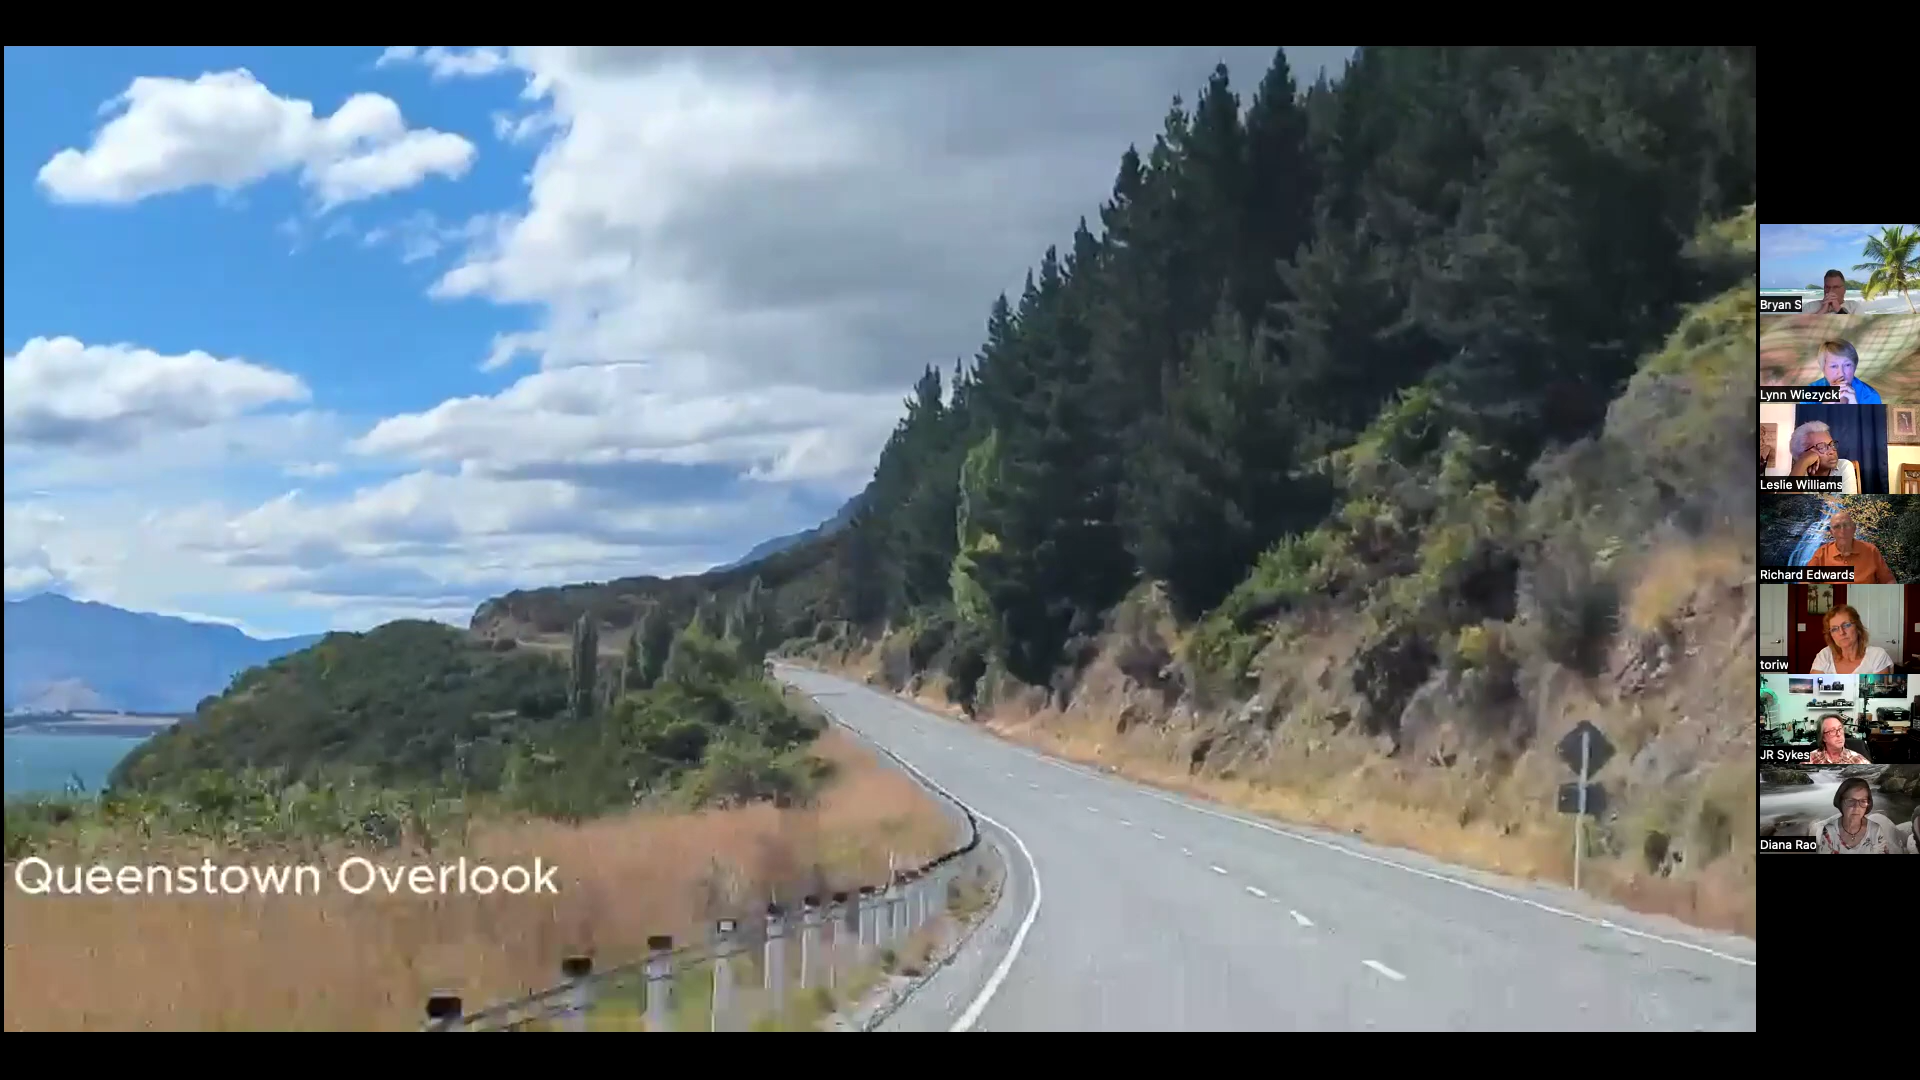 Queenstown Overlook
Bryan S
Lynn Wiezycki
Leslie Williams
Richard Edwards
toriw
JR Sykes
Diana Rao